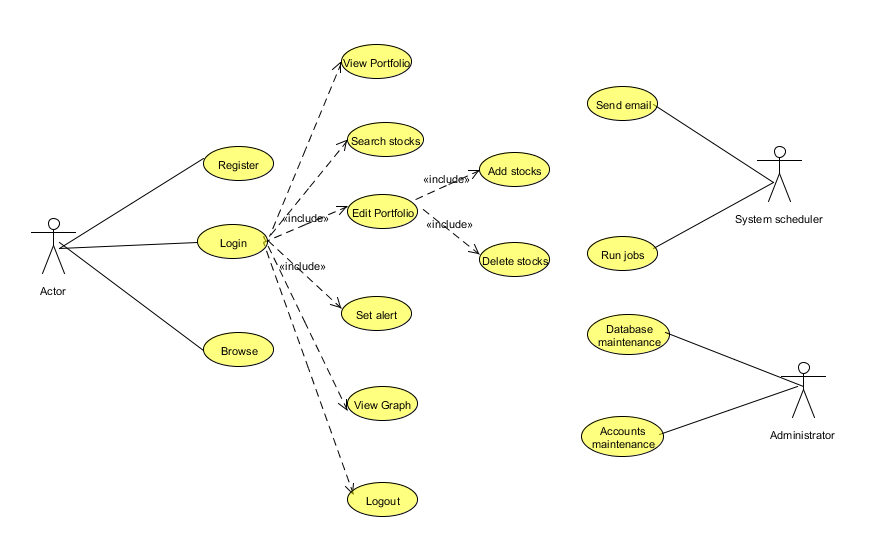 View Portfolio
Send email
Search stocks
Register
Add stocks
«include»
Edit Portfolio
System scheduler
«include»
«include»
Login
Run jobs
Delete stocks
«include»
Actor
Set alert
Database
maintenance
Browse
View Graph
Accounts
maintenance
Administrator
Logout